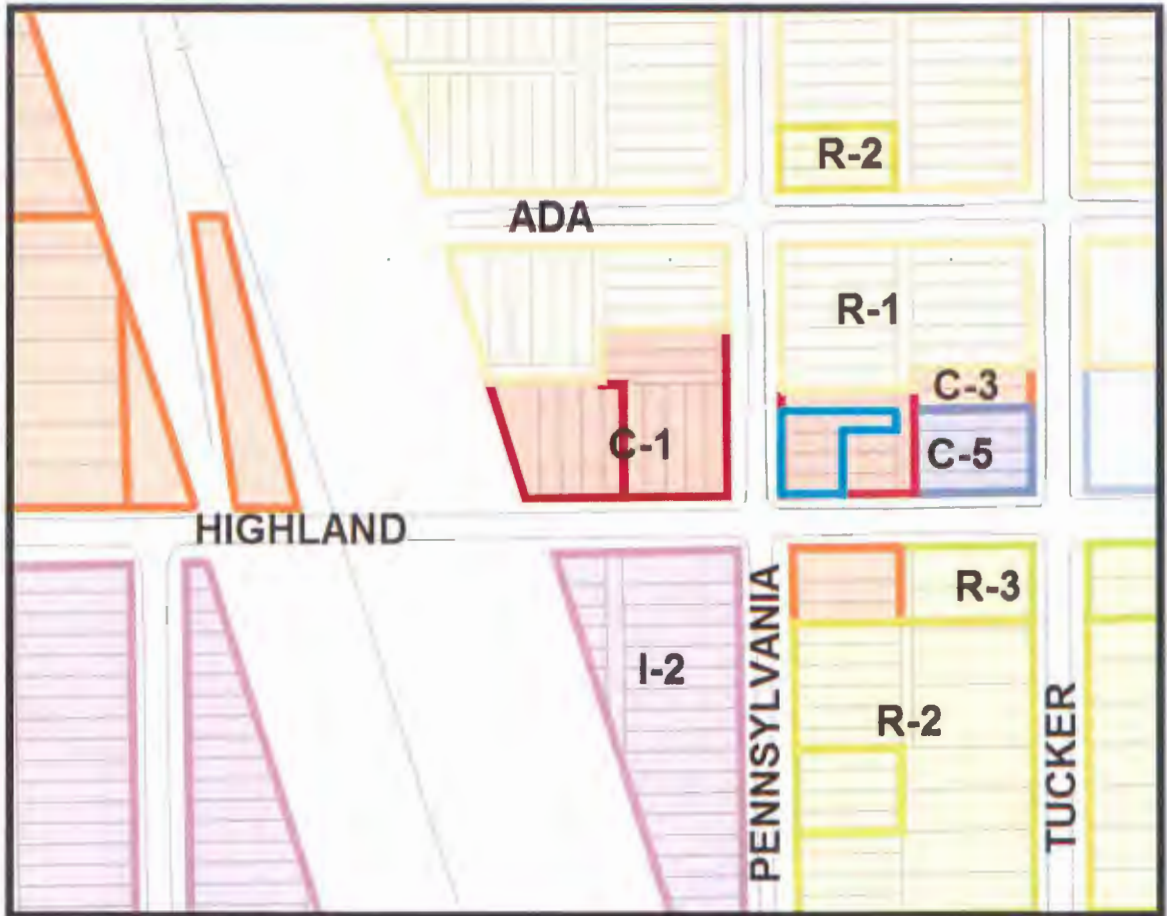 R-2
ADA
R-1
C-3
C-1
C-5
HIGHLAND
R-3
PENNSYLVANIA
I-2
R-2
TUCKER